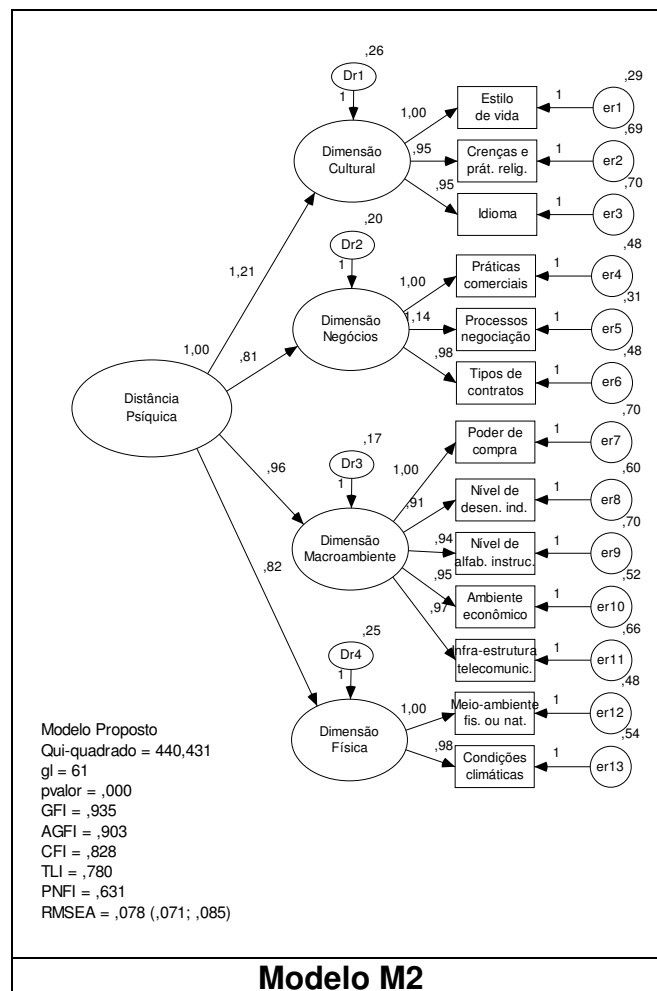 ,26
Dr1
1
,29
Estilo
de vida
1
er1
1,00
,69
Dimensão
Cultural
,95
Crenças e
prát. relig.
1
er2
,70
,95
Idioma
1
er3
,20
Dr2
1
,48
1,21
1,00
Práticas
comerciais
1
er4
,31
Dimensão
Negócios
1,14
Processos
negociação
1
er5
,48
1,00
,81
,98
Tipos de
contratos
1
er6
Distância
Psíquica
,70
,17
Dr3
1
Poder de
compra
1
er7
1,00
,60
,96
,91
Nível de
desen. ind.
1
er8
,70
Dimensão
Macroambiente
,94
Nível de
alfab. instruc.
1
er9
,82
,95
,52
Ambiente
econômico
1
er10
,97
,66
,25
Dr4
1
Infra-estrutura
telecomunic.
1
er11
,48
1,00
Meio-ambiente
fis. ou nat.
1
er12
Dimensão
Física
,54
,98
Condições
climáticas
1
er13
Modelo Proposto
Qui-quadrado = 440,431
gl = 61
pvalor = ,000
GFI = ,935
AGFI = ,903
CFI = ,828
TLI = ,780
PNFI = ,631
RMSEA = ,078 (,071; ,085)
Modelo M2